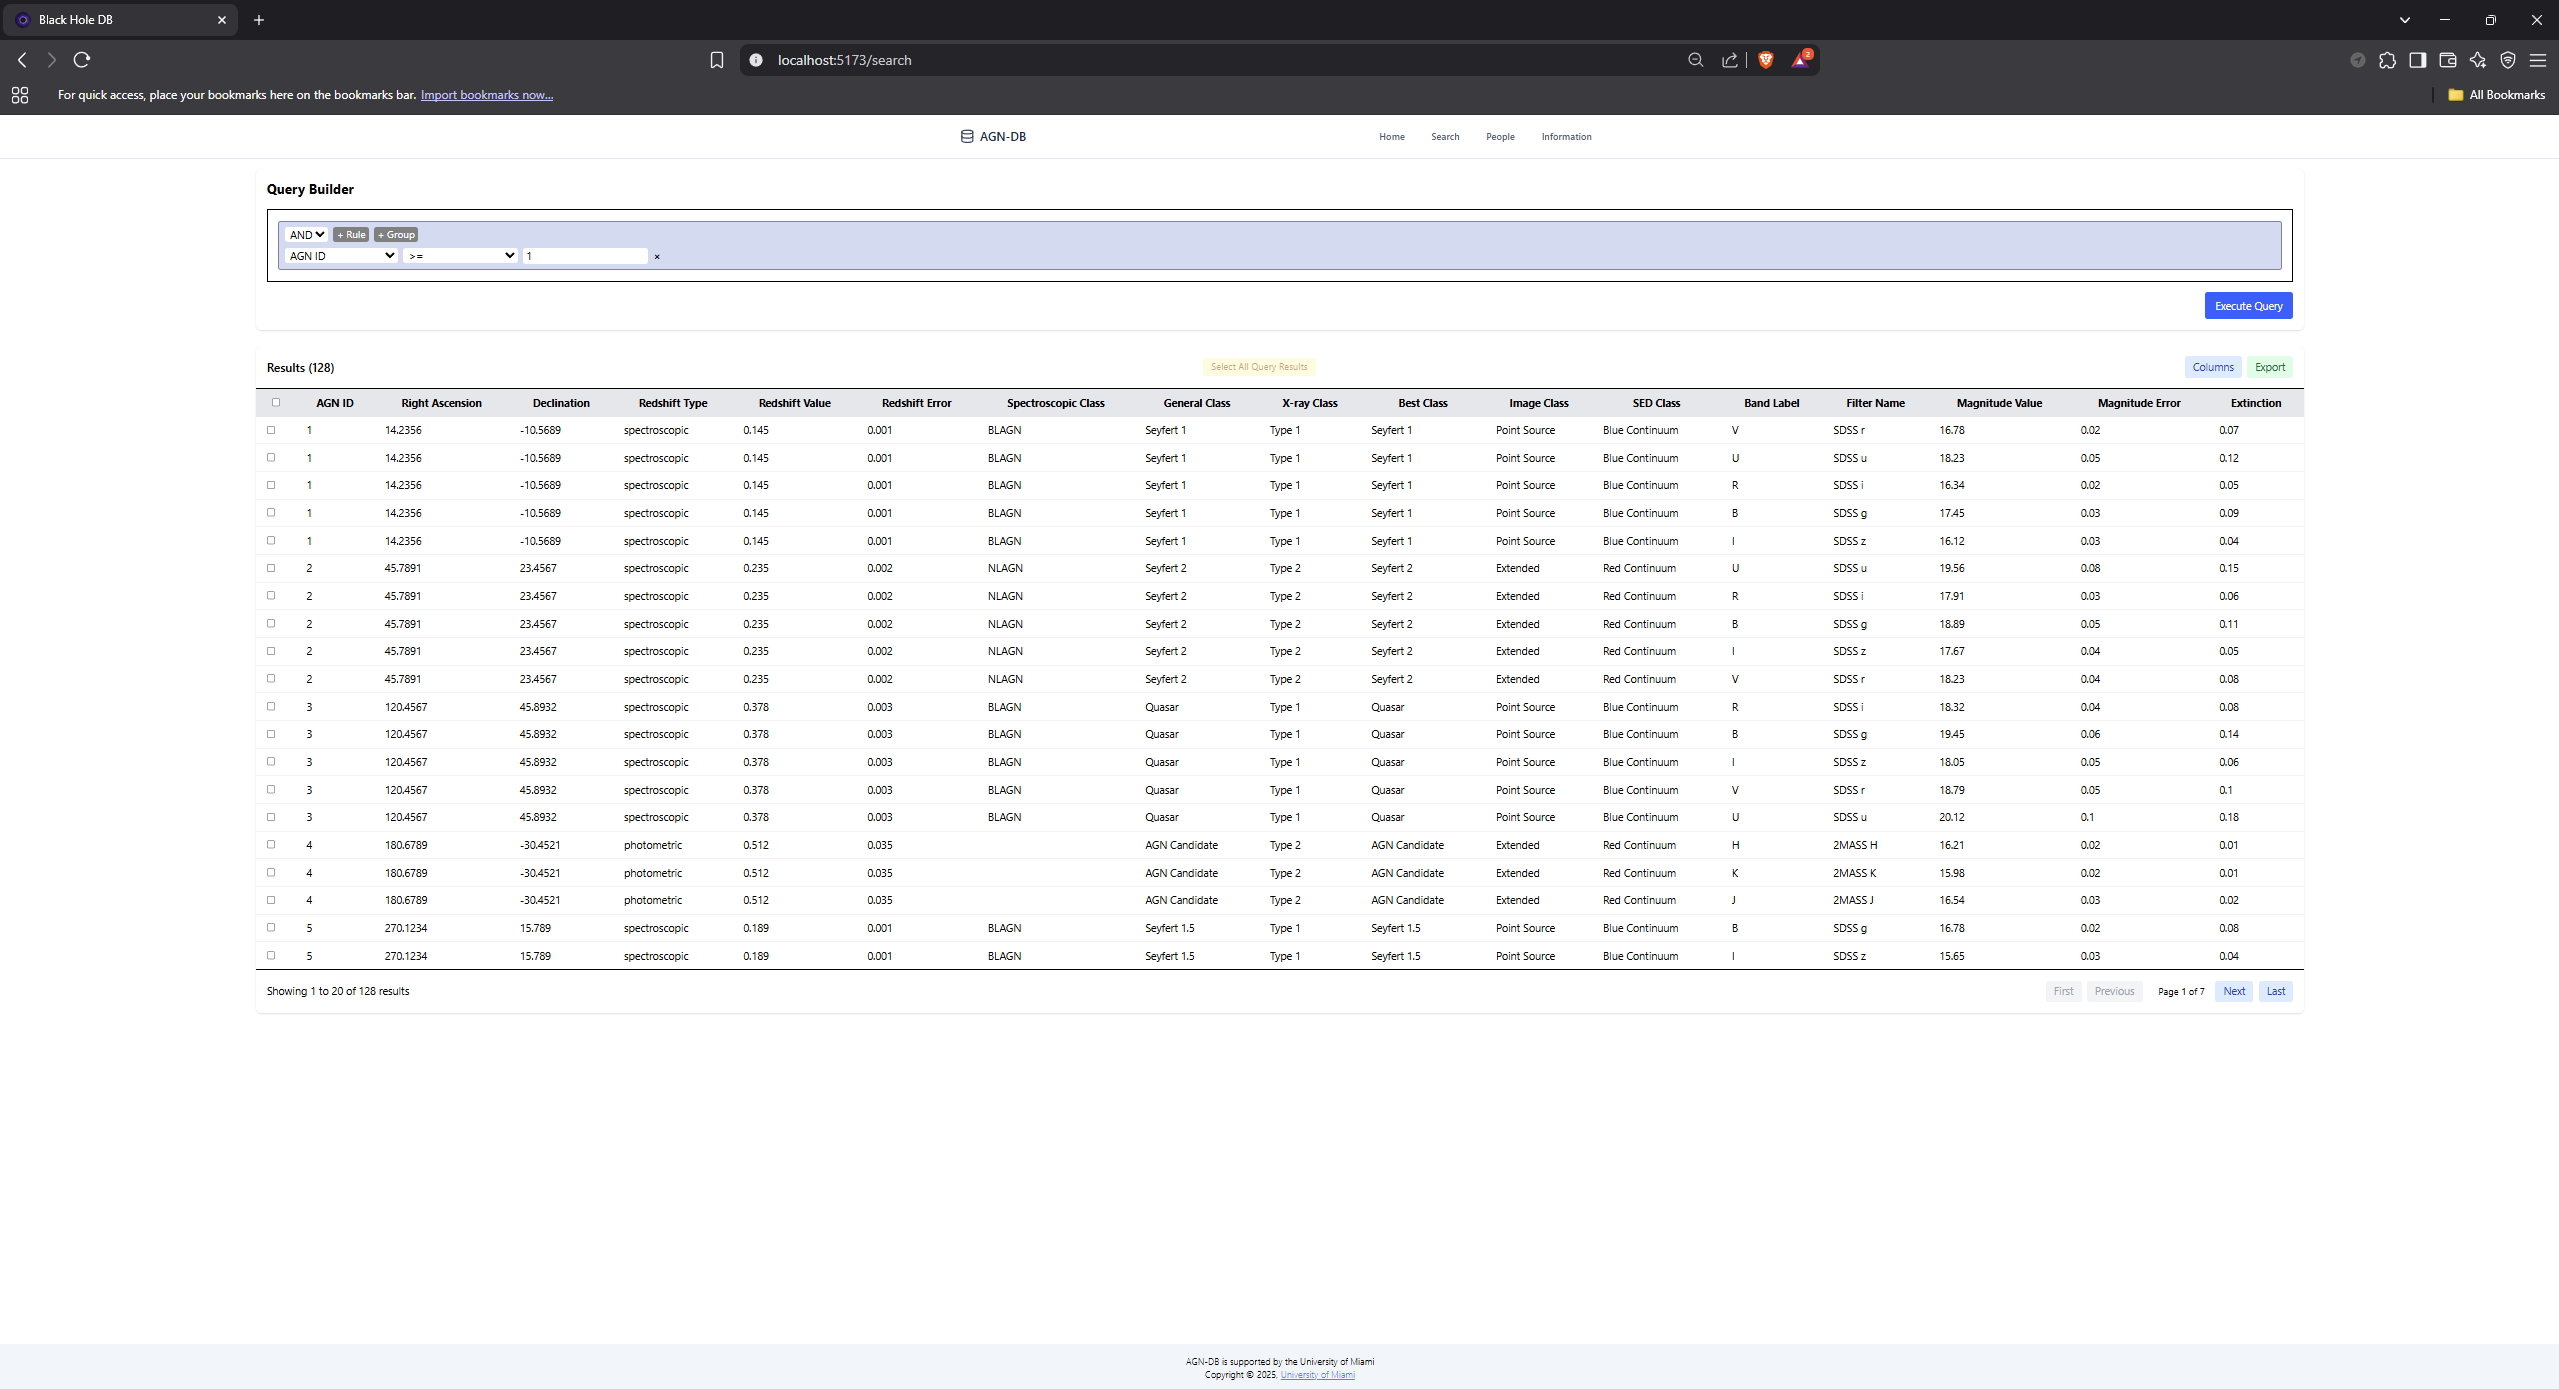 Black Hole DB
localhost:5173/search
2
For quick access, place your bookmarks here on the bookmarks bar. Import bookmarks now...
All Bookmarks
AGN-DB Home Search People Information
Query Builder
AND + Rule + Group
AGN ID >= 1 ×
Execute Query
Results (128) Select All Query Results Columns Export
AGN ID Right Ascension Declination Redshift Type Redshift Value Redshift Error Spectroscopic Class General Class X-ray Class Best Class Image Class SED Class Band Label Filter Name Magnitude Value Magnitude Error Extinction
1 14.2356 -10.5689 spectroscopic 0.145 0.001 BLAGN Seyfert 1 Type 1 Seyfert 1 Point Source Blue Continuum V SDSS r 16.78 0.02 0.07
1 14.2356 -10.5689 spectroscopic 0.145 0.001 BLAGN Seyfert 1 Type 1 Seyfert 1 Point Source Blue Continuum U SDSS u 18.23 0.05 0.12
1 14.2356 -10.5689 spectroscopic 0.145 0.001 BLAGN Seyfert 1 Type 1 Seyfert 1 Point Source Blue Continuum R SDSS i 16.34 0.02 0.05
1 14.2356 -10.5689 spectroscopic 0.145 0.001 BLAGN Seyfert 1 Type 1 Seyfert 1 Point Source Blue Continuum B SDSS g 17.45 0.03 0.09
1 14.2356 -10.5689 spectroscopic 0.145 0.001 BLAGN Seyfert 1 Type 1 Seyfert 1 Point Source Blue Continuum I SDSS z 16.12 0.03 0.04
2 45.7891 23.4567 spectroscopic 0.235 0.002 NLAGN Seyfert 2 Type 2 Seyfert 2 Extended Red Continuum U SDSS u 19.56 0.08 0.15
2 45.7891 23.4567 spectroscopic 0.235 0.002 NLAGN Seyfert 2 Type 2 Seyfert 2 Extended Red Continuum R SDSS i 17.91 0.03 0.06
2 45.7891 23.4567 spectroscopic 0.235 0.002 NLAGN Seyfert 2 Type 2 Seyfert 2 Extended Red Continuum B SDSS g 18.89 0.05 0.11
2 45.7891 23.4567 spectroscopic 0.235 0.002 NLAGN Seyfert 2 Type 2 Seyfert 2 Extended Red Continuum I SDSS z 17.67 0.04 0.05
2 45.7891 23.4567 spectroscopic 0.235 0.002 NLAGN Seyfert 2 Type 2 Seyfert 2 Extended Red Continuum V SDSS r 18.23 0.04 0.08
3 120.4567 45.8932 spectroscopic 0.378 0.003 BLAGN Quasar Type 1 Quasar Point Source Blue Continuum R SDSS i 18.32 0.04 0.08
3 120.4567 45.8932 spectroscopic 0.378 0.003 BLAGN Quasar Type 1 Quasar Point Source Blue Continuum B SDSS g 19.45 0.06 0.14
3 120.4567 45.8932 spectroscopic 0.378 0.003 BLAGN Quasar Type 1 Quasar Point Source Blue Continuum I SDSS z 18.05 0.05 0.06
3 120.4567 45.8932 spectroscopic 0.378 0.003 BLAGN Quasar Type 1 Quasar Point Source Blue Continuum V SDSS r 18.79 0.05 0.1
3 120.4567 45.8932 spectroscopic 0.378 0.003 BLAGN Quasar Type 1 Quasar Point Source Blue Continuum U SDSS u 20.12 0.1 0.18
4 180.6789 -30.4521 photometric 0.512 0.035 AGN Candidate Type 2 AGN Candidate Extended Red Continuum H 2MASS H 16.21 0.02 0.01
4 180.6789 -30.4521 photometric 0.512 0.035 AGN Candidate Type 2 AGN Candidate Extended Red Continuum K 2MASS K 15.98 0.02 0.01
4 180.6789 -30.4521 photometric 0.512 0.035 AGN Candidate Type 2 AGN Candidate Extended Red Continuum J 2MASS J 16.54 0.03 0.02
5 270.1234 15.789 spectroscopic 0.189 0.001 BLAGN Seyfert 1.5 Type 1 Seyfert 1.5 Point Source Blue Continuum B SDSS g 16.78 0.02 0.08
5 270.1234 15.789 spectroscopic 0.189 0.001 BLAGN Seyfert 1.5 Type 1 Seyfert 1.5 Point Source Blue Continuum I SDSS z 15.65 0.03 0.04
Showing 1 to 20 of 128 results First Previous Page 1 of 7 Next Last
AGN-DB is supported by the University of Miami
Copyright © 2025, University of Miami